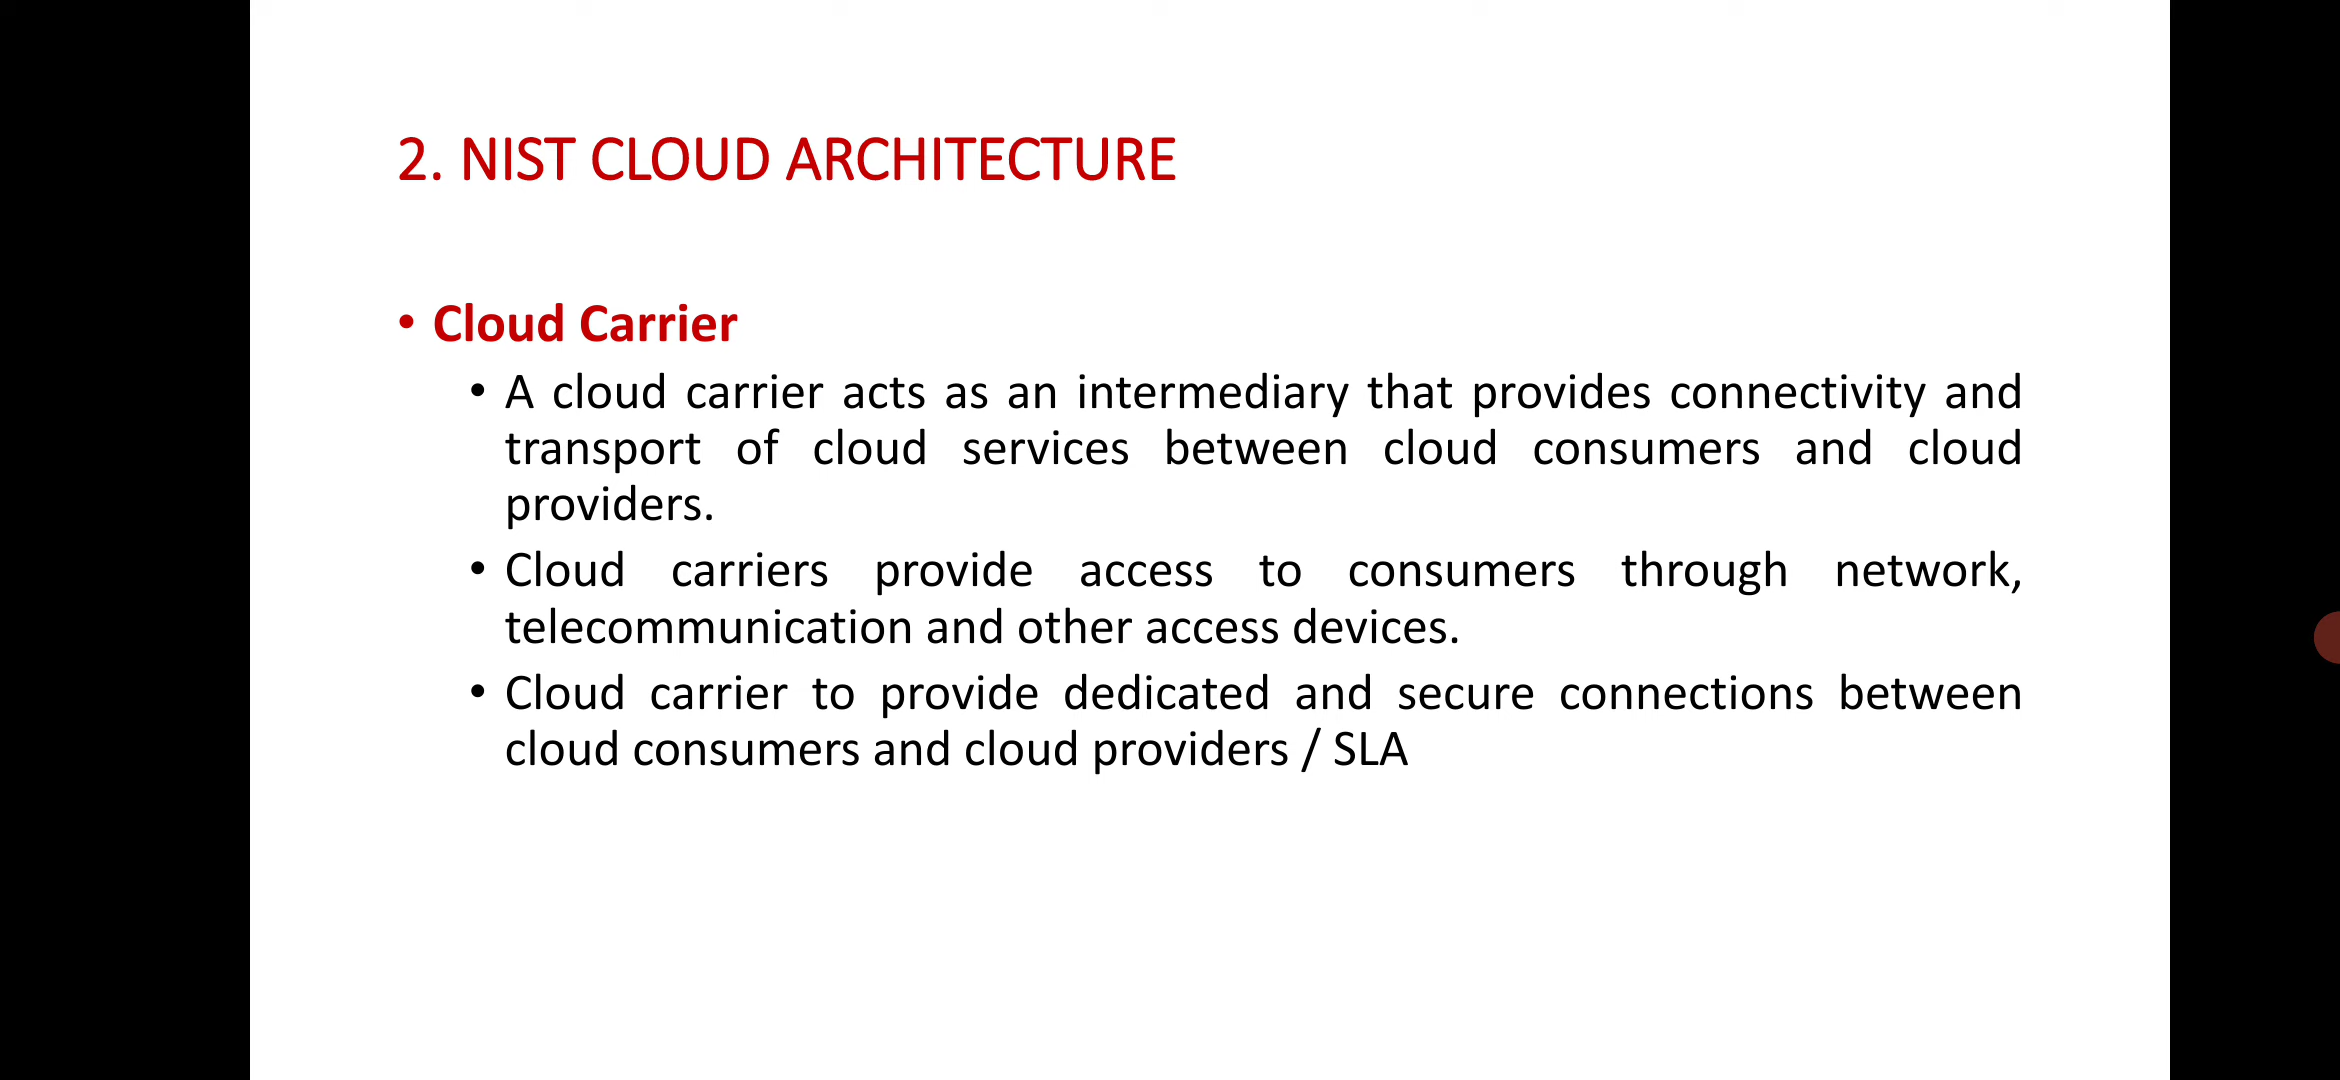 2. NIST CLOUD ARCHITECTURE
• Cloud Carrier
• A cloud carrier acts as an intermediary that provides connectivity and
transport of cloud services between cloud consumers and cloud
providers.
• Cloud carriers provide access to consumers through network,
telecommunication and other access devices.
• Cloud carrier to provide dedicated and secure connections between
cloud consumers and cloud providers / SLA